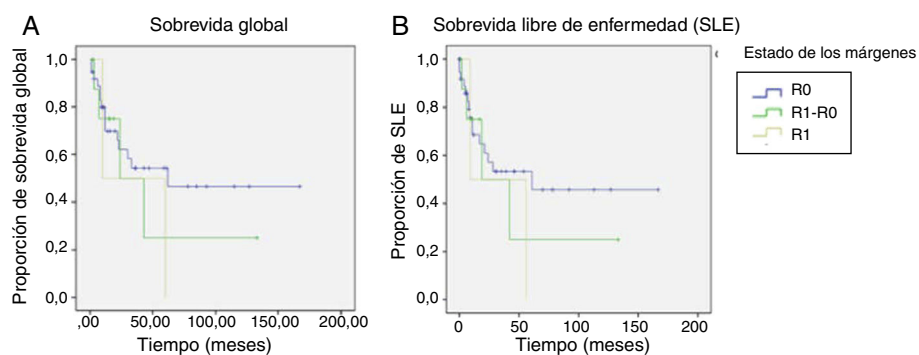 A
Sobrevida global
Proporción de sobrevida global
1,0
0,8
0,6
0,4
0,2
0,0
,00
50,00
100,00
150,00
200,00
Tiempo (meses)
B
Sobrevida libre de enfermedad (SLE)
Proporción de SLE
1,0
0,8
0,6
0,4
0,2
0,0
0
50
100
150
200
Tiempo (meses)
Estado de los márgenes
R0
R1-R0
R1